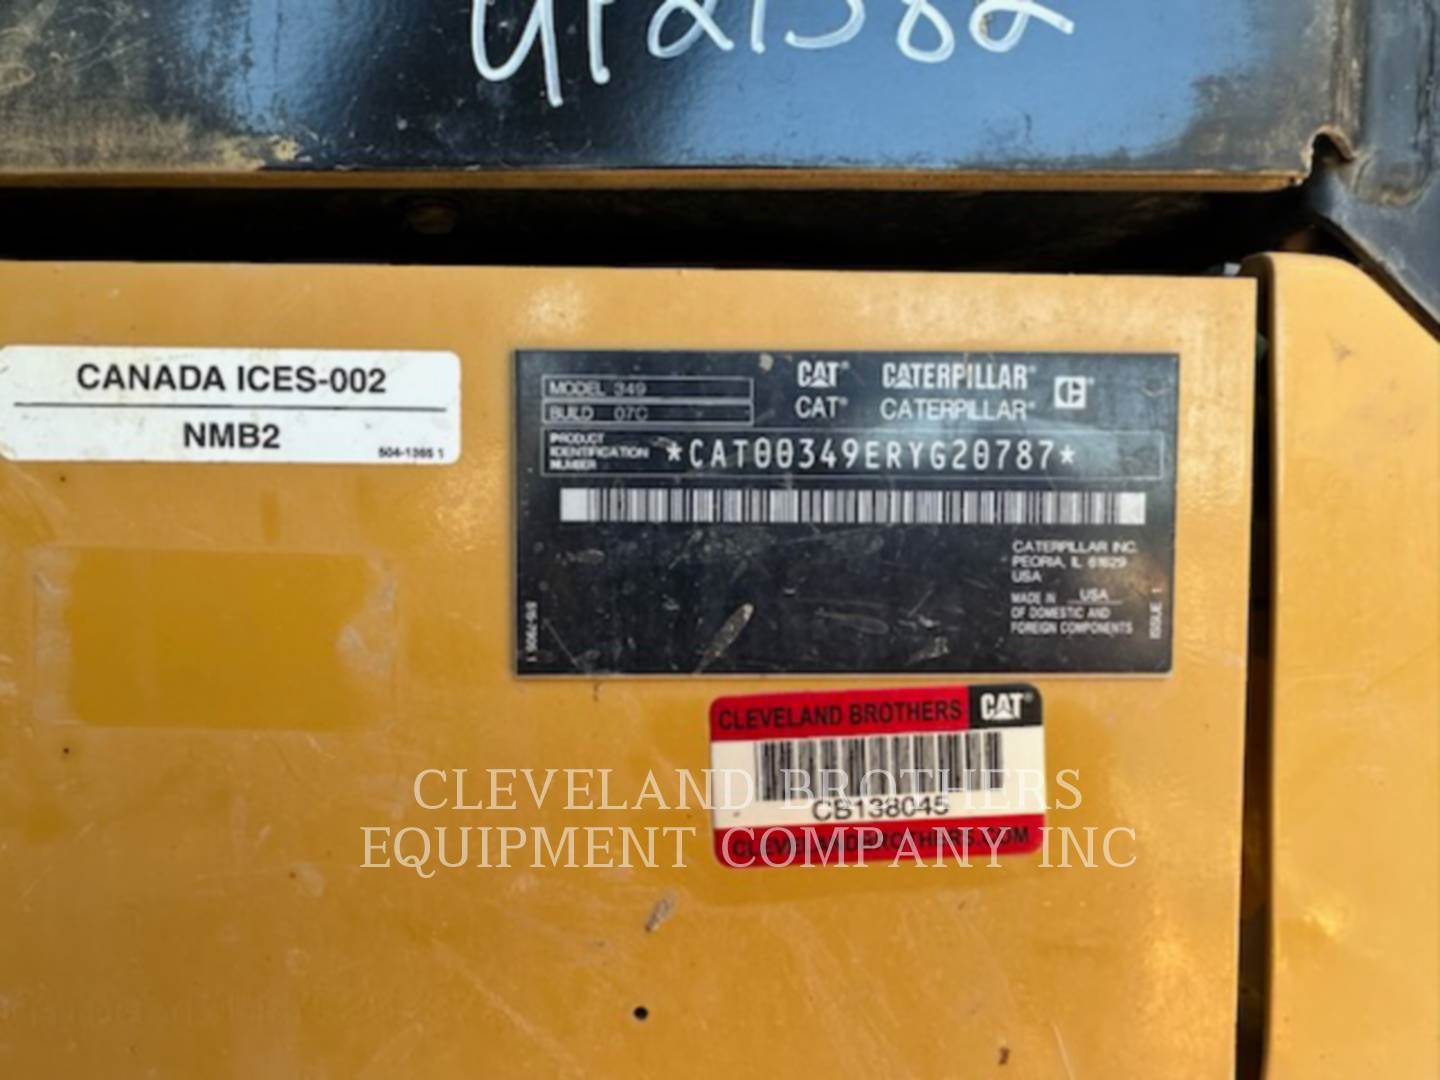 CANADA ICES-002
NMB2
504-1365 1
MODEL 349
BUILD 07C
CAT® CATERPILLAR®
CAT® CATERPILLAR®
PRODUCT
IDENTIFICATION
NUMBER
*CAT00349ERYG20787*
CATERPILLAR INC.
PEORIA, IL 61629
USA
MADE IN USA
OF DOMESTIC AND
FOREIGN COMPONENTS
ISSUE 1
CLEVELAND BROTHERS CAT®
CB138045
CLEVELANDBROTHERS.COM
CLEVELAND BROTHERS
EQUIPMENT COMPANY INC